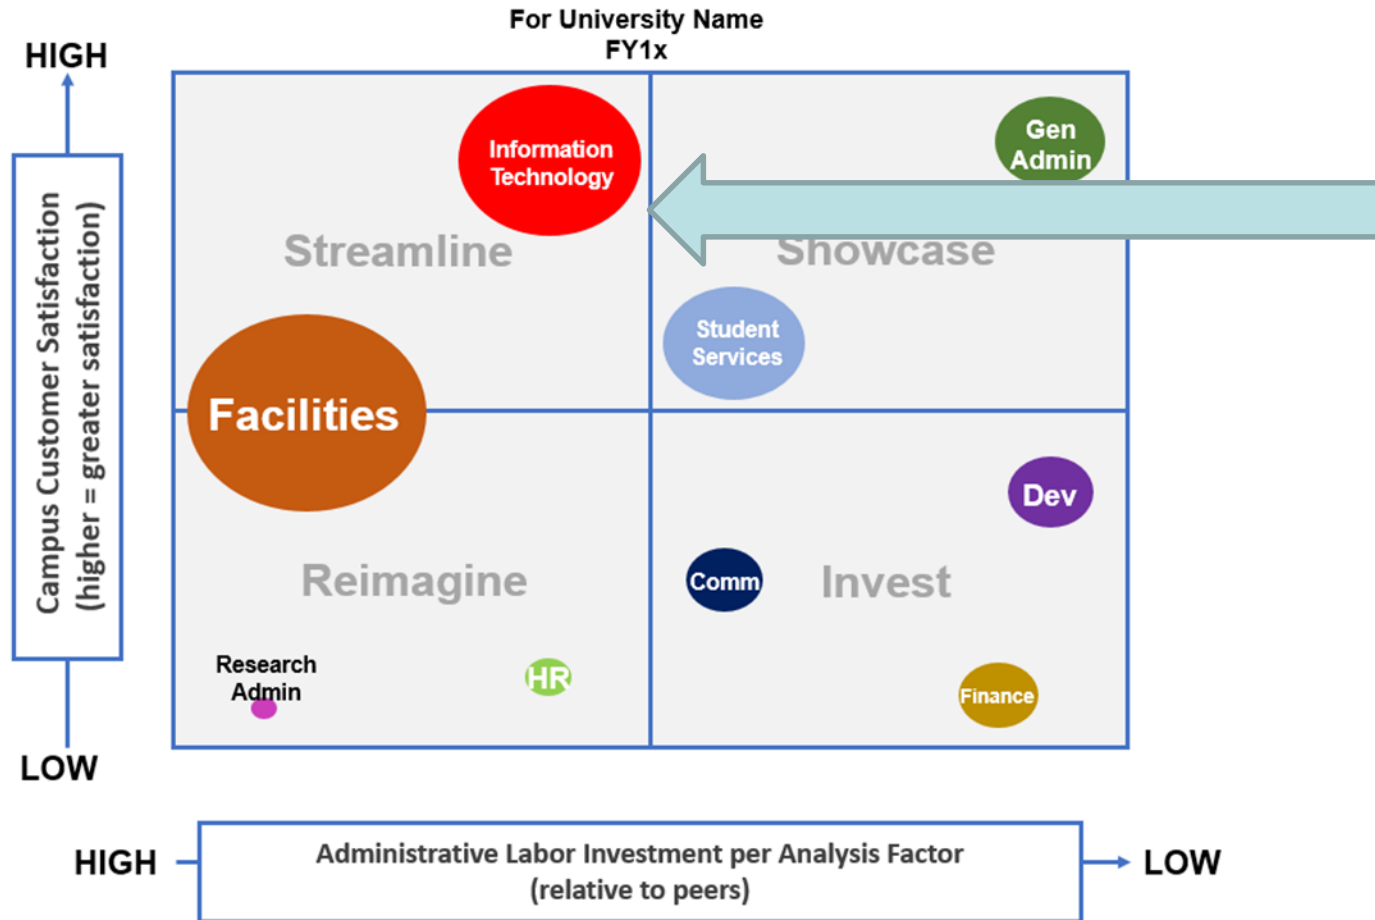 For University Name
FY1x
HIGH
Information
Technology
Gen
Admin
Streamline
Showcase
Campus Customer Satisfaction
(higher = greater satisfaction)
Student
Services
Facilities
Dev
Reimagine
Comm
Invest
Research
Admin
HR
Finance
LOW
HIGH
Administrative Labor Investment per Analysis Factor
(relative to peers)
LOW